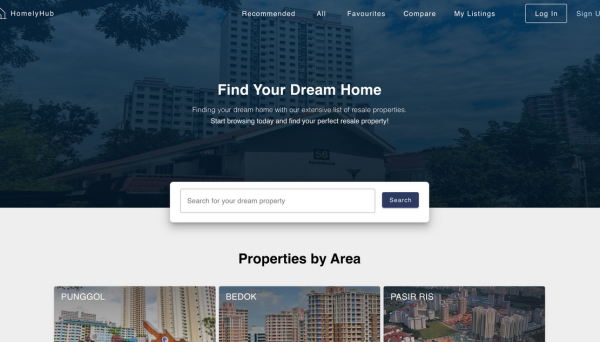 HomelyHub Recommended All Favourites Compare My Listings Log In Sign U
Find Your Dream Home
Finding your dream home with our extensive list of resale properties.
Start browsing today and find your perfect resale property!
Search for your dream property Search
Properties by Area
PUNGGOL BEDOK PASIR RIS